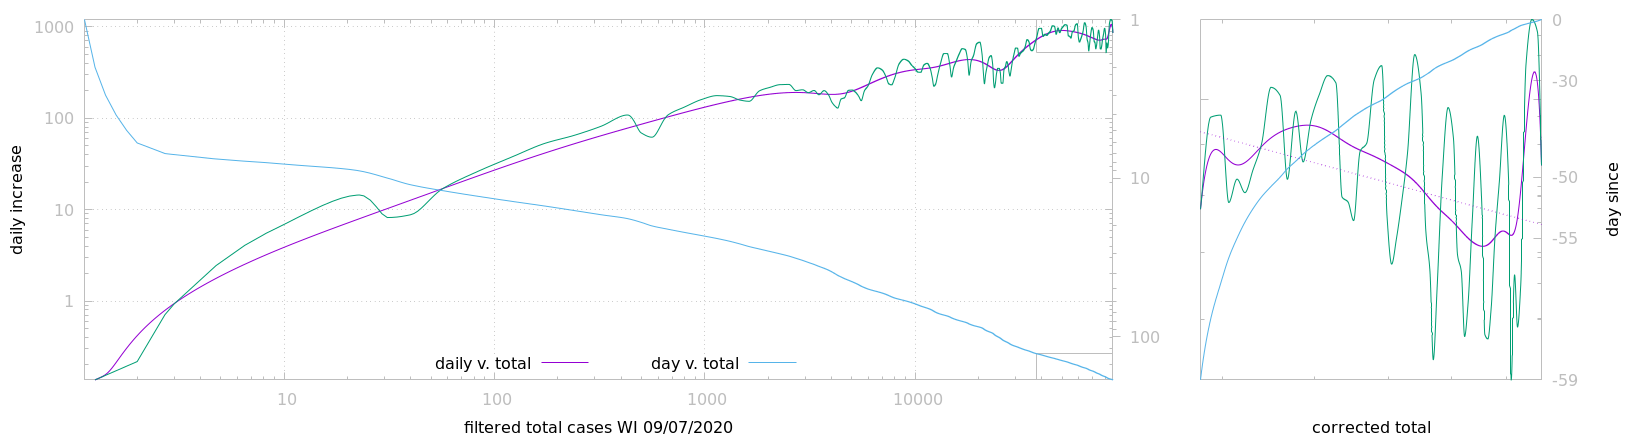 daily increase
1000
100
10
1
10
100
1000
10000
1
10
100
daily v. total
day v. total
filtered total cases WI 09/07/2020
0
-30
-50
-55
-59
day since
corrected total